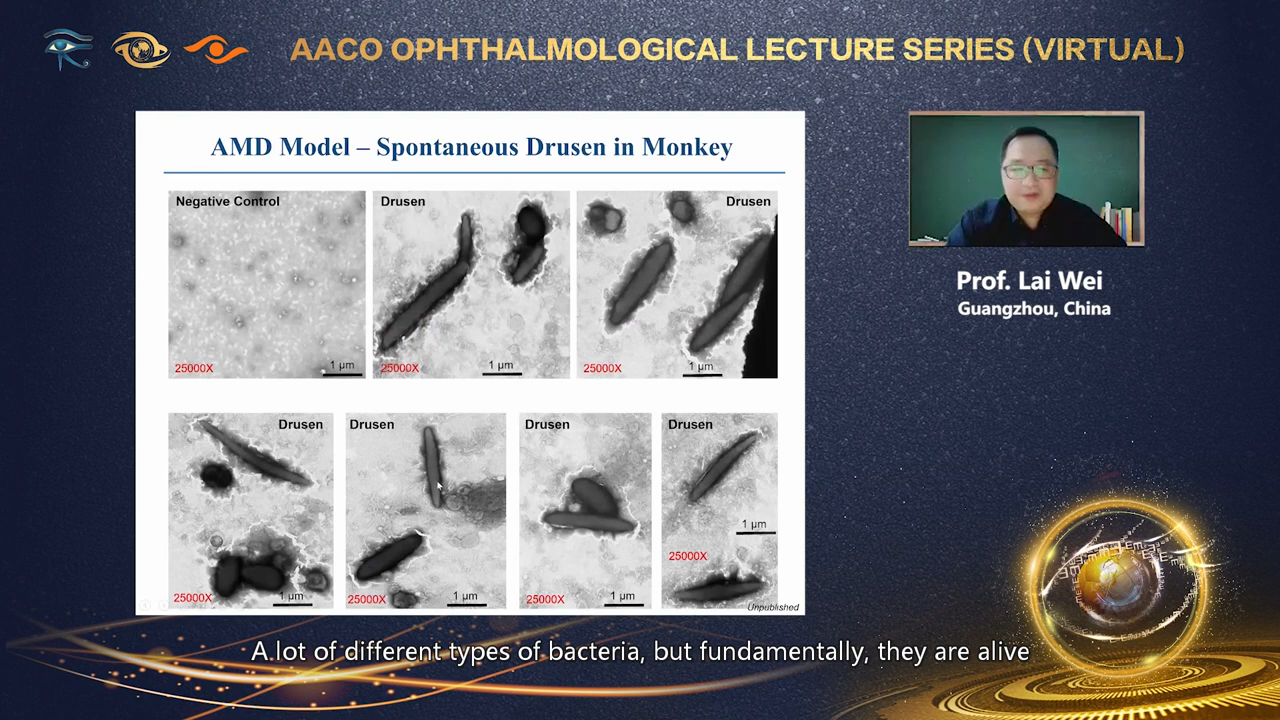 AACO OPHTHALMOLOGICAL LECTURE SERIES (VIRTUAL)
AMD Model – Spontaneous Drusen in Monkey
Negative Control
25000X
1 µm
Drusen
25000X
1 µm
Drusen
25000X
1 µm
Drusen
25000X
1 µm
Drusen
25000X
1 µm
Drusen
25000X
1 µm
Drusen
1 µm
25000X
Unpublished
Prof. Lai Wei
Guangzhou, China
A lot of different types of bacteria, but fundamentally, they are alive